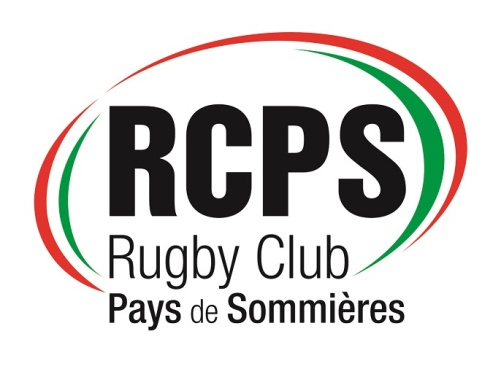 RCPS
Rugby Club
Pays de Sommières